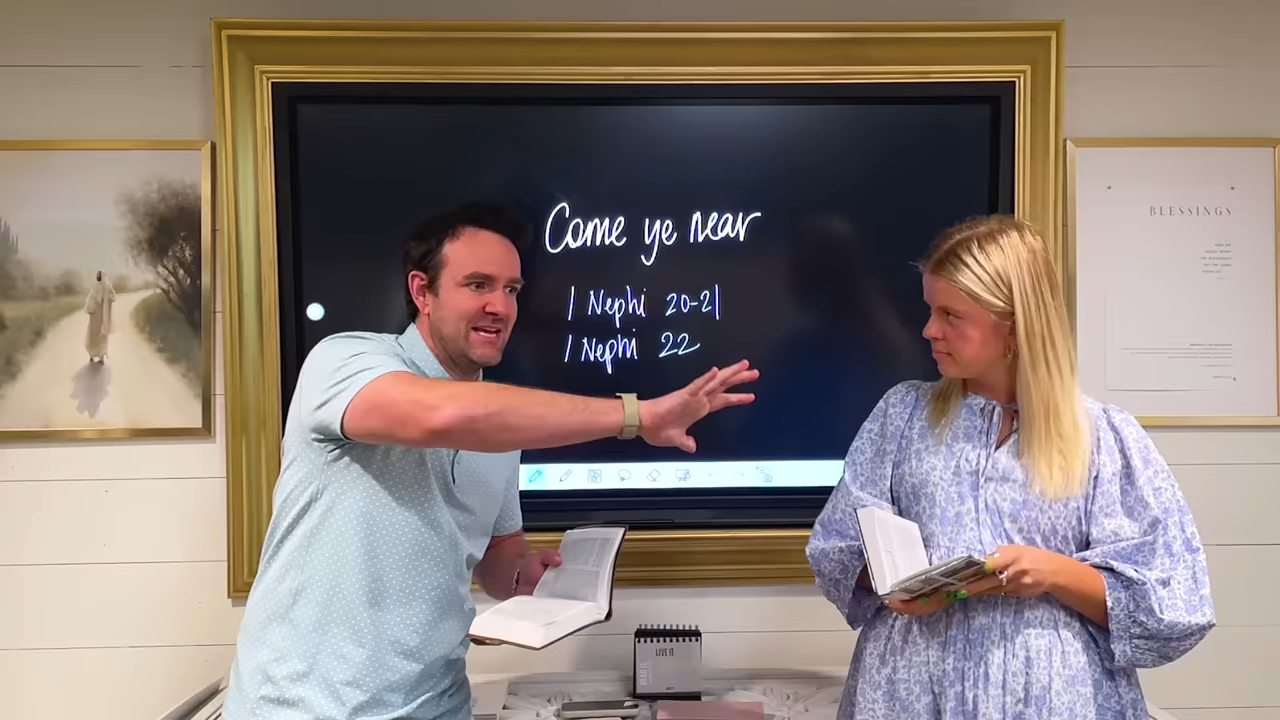 Come ye near
1 Nephi 20-21
1 Nephi 22
BLESSINGS
LIVE IT